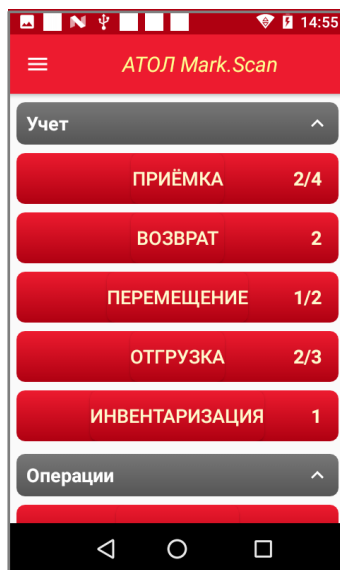 14:55
АТОЛ Mark.Scan
Учет
ПРИЁМКА 2/4
ВОЗВРАТ 2
ПЕРЕМЕЩЕНИЕ 1/2
ОТГРУЗКА 2/3
ИНВЕНТАРИЗАЦИЯ 1
Операции